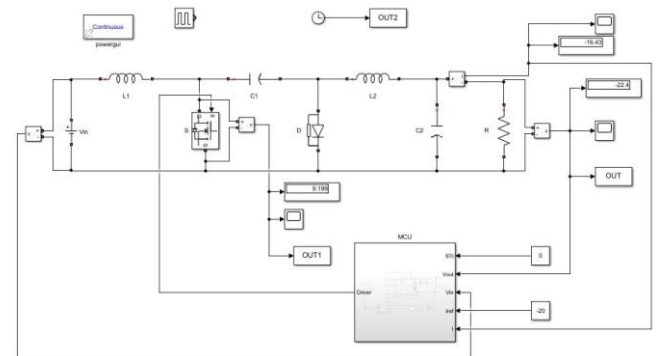 Continuous
powergui
OUT2
-16.43
-22.4
L1
C1
L2
Vin
S
D
C2
R
9.199
OUT
OUT1
MCU
Driver
I(0)
Vout
Vin
Iref
I
0
-20